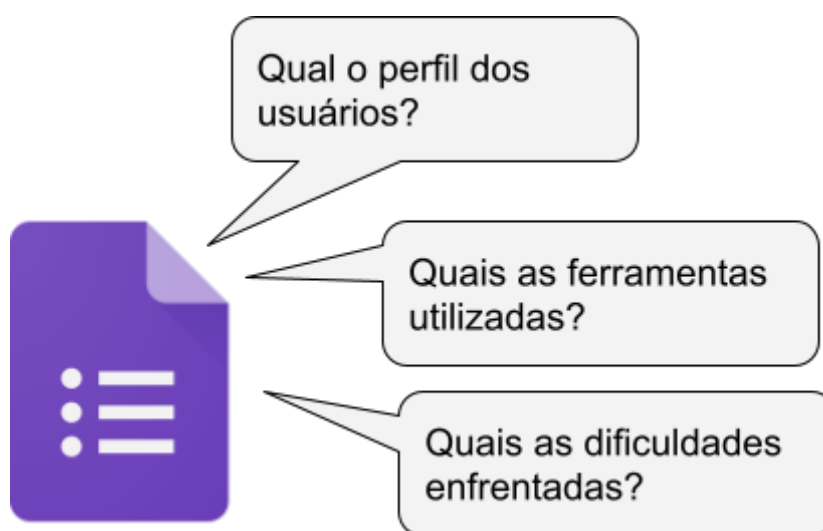 Qual o perfil dos
usuários?
Quais as ferramentas
utilizadas?
Quais as dificuldades
enfrentadas?